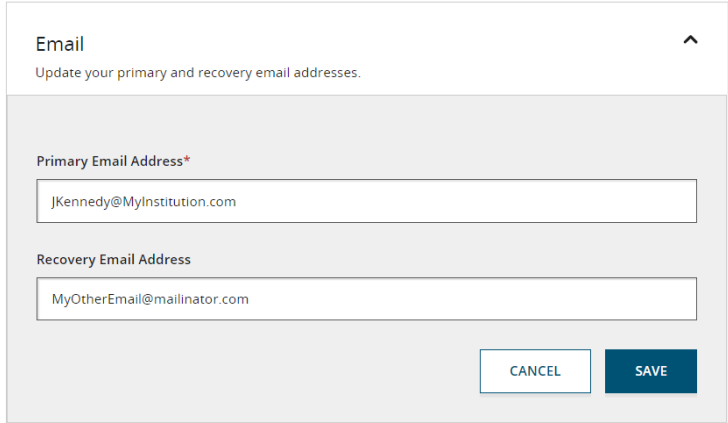 Email
Update your primary and recovery email addresses.
Primary Email Address*
JKennedy@MyInstitution.com
Recovery Email Address
MyOtherEmail@mailinator.com
CANCEL
SAVE